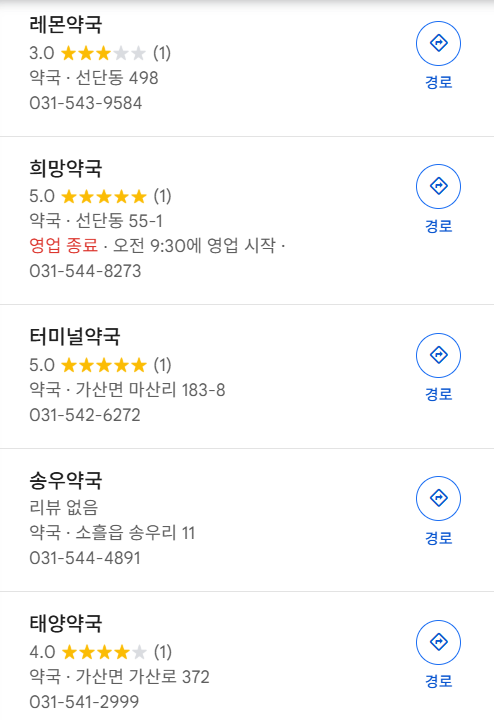 레몬약국
3.0 ★★★☆☆ (1)
약국 · 선단동 498
031-543-9584
경로
희망약국
5.0 ★★★★★ (1)
약국 · 선단동 55-1
영업 종료 · 오전 9:30에 영업 시작 ·
031-544-8273
경로
터미널약국
5.0 ★★★★★ (1)
약국 · 가산면 마산리 183-8
031-542-6272
경로
송우약국
리뷰 없음
약국 · 소흘읍 송우리 11
031-544-4891
경로
태양약국
4.0 ★★★★☆ (1)
약국 · 가산면 가산로 372
031-541-2999
경로